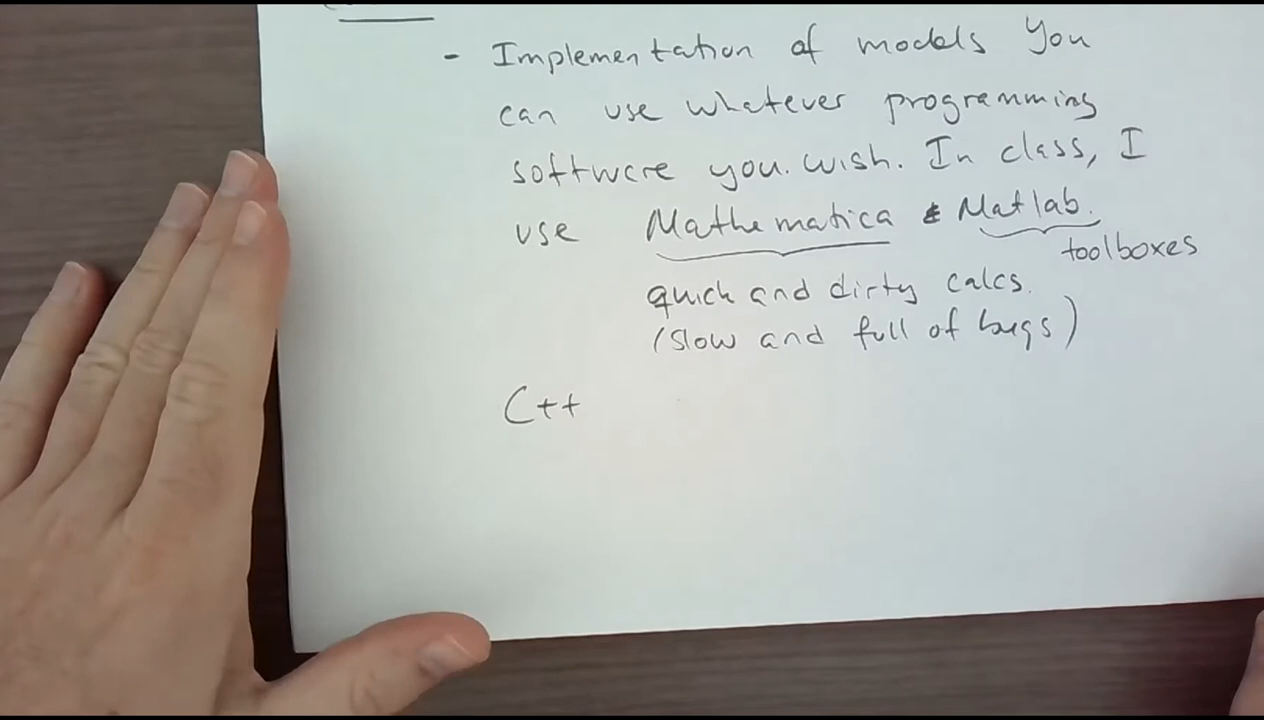 - Implementation of models You
can use whatever programming
software you wish. In class, I
use Mathematica & Matlab.
toolboxes
quick and dirty calcs.
(slow and full of bugs)
C++